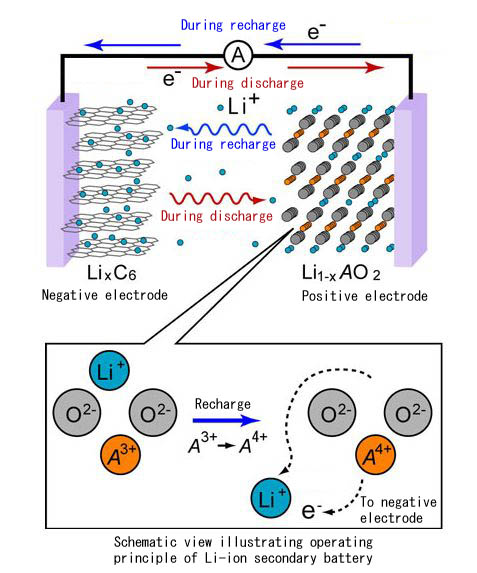 During recharge
e-
A
e-
During discharge
Li+
During recharge
During discharge
LixC6
Li1-xAO2
Negative electrode
Positive electrode
Li+
O2-
O2-
A3+
Recharge
A3+→A4+
O2-
O2-
A4+
Li+
e-
To negative
electrode
Schematic view illustrating operating
principle of Li-ion secondary battery